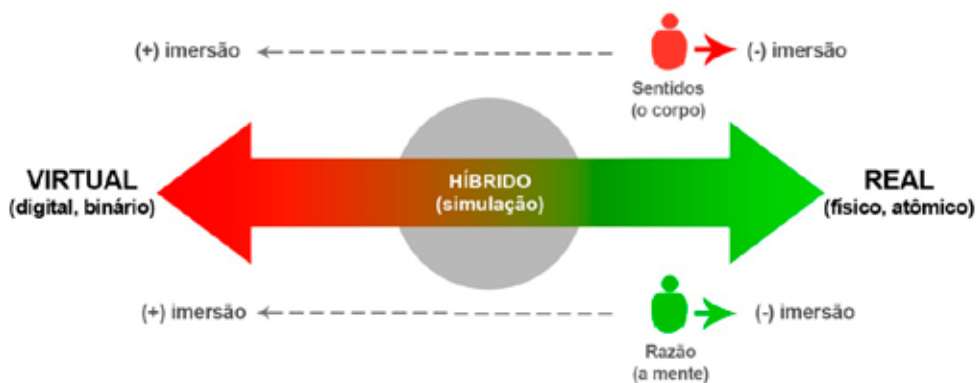 (+) imersão
(-) imersão
Sentidos
(o corpo)
VIRTUAL
(digital, binário)
HÍBRIDO
(simulação)
REAL
(físico, atômico)
(+) imersão
(-) imersão
Razão
(a mente)